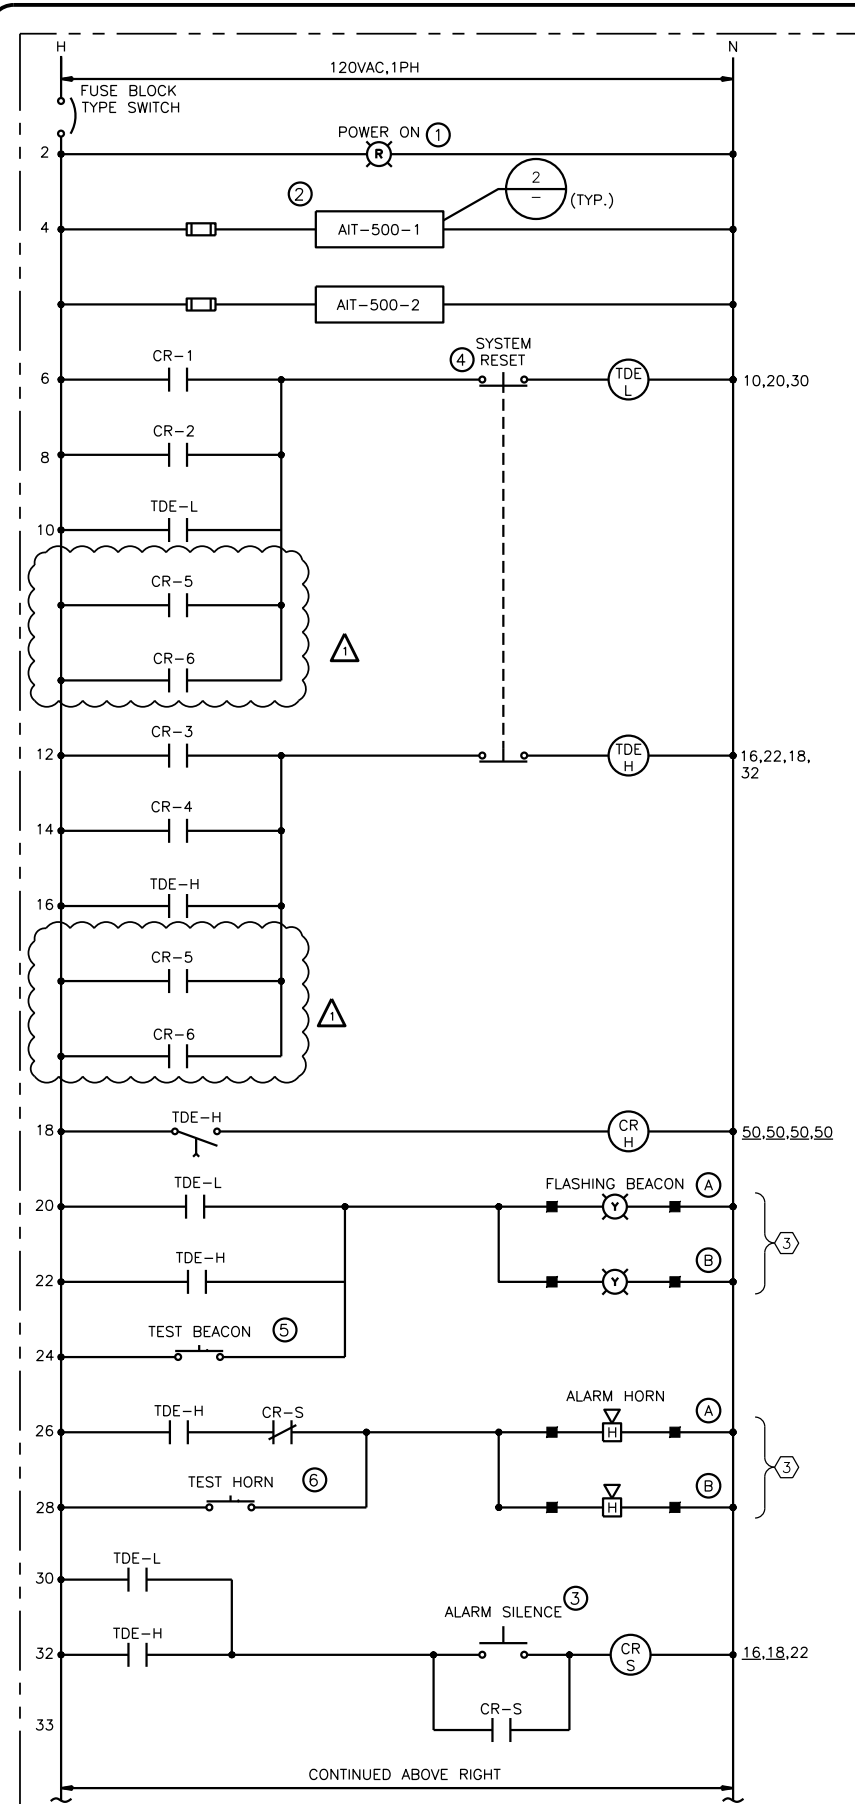 H
N
120VAC,1PH
FUSE BLOCK
TYPE SWITCH
POWER ON 1
2
R
2
2
–
(TYP.)
4
AIT-500-1
AIT-500-2
SYSTEM
RESET
4
CR-1
6
TDE
L
10,20,30
CR-2
8
TDE-L
10
CR-5
1
CR-6
CR-3
12
TDE
H
16,22,18,
32
CR-4
14
TDE-H
16
CR-5
1
CR-6
TDE-H
18
CR
H
50,50,50,50
TDE-L
FLASHING BEACON A
20
Y
3
TDE-H
B
22
Y
TEST BEACON 5
24
ALARM HORN
A
TDE-H
CR-S
26
H
3
TEST HORN 6
B
28
H
TDE-L
30
ALARM SILENCE 3
TDE-H
32
CR
S
16,18,22
CR-S
33
CONTINUED ABOVE RIGHT